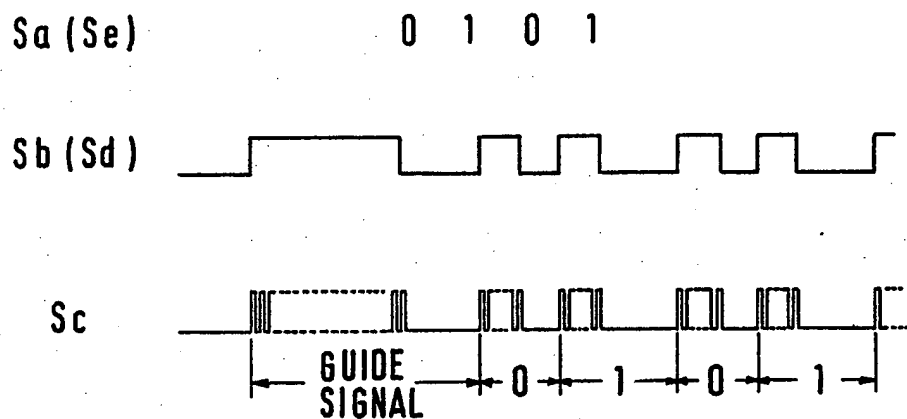 Sa (Se) 0 1 0 1
Sb (Sd)
Sc
GUIDE SIGNAL 0 1 0 1